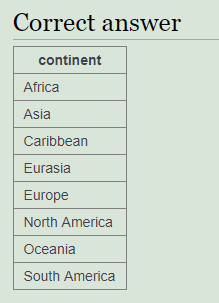 Correct answer
continent
Africa
Asia
Caribbean
Eurasia
Europe
North America
Oceania
South America